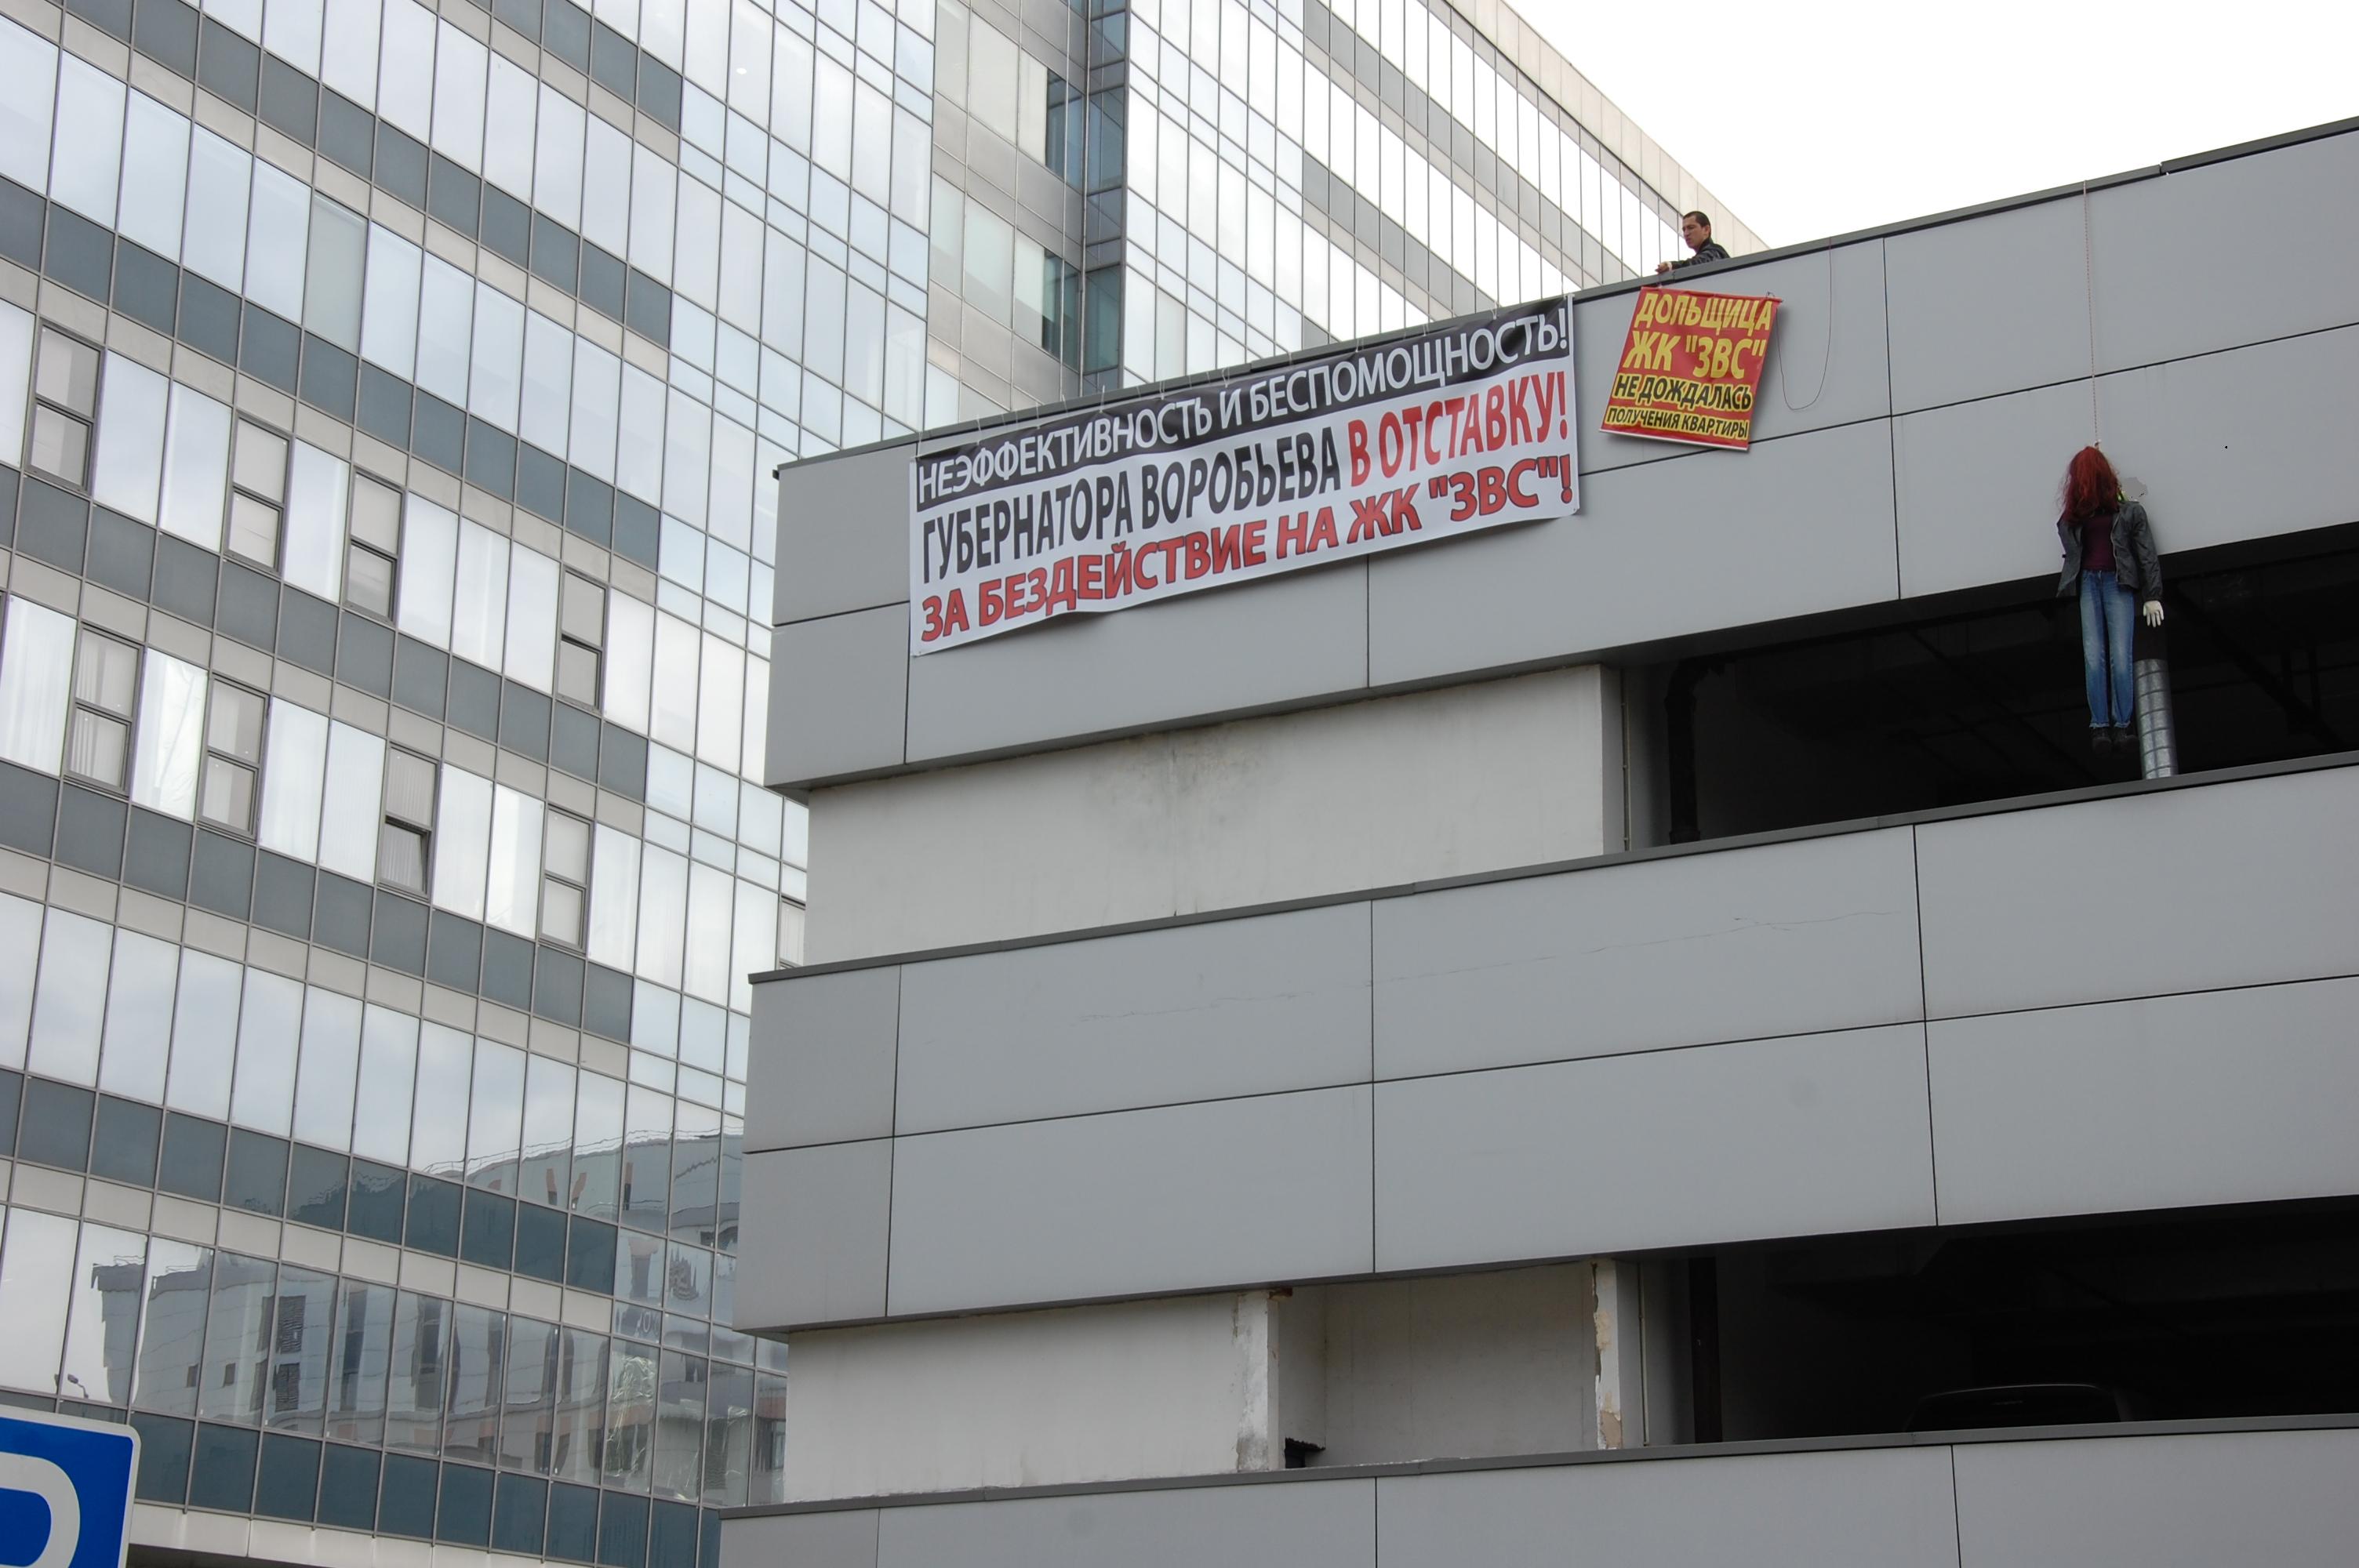 НЕЭФФЕКТИВНОСТЬ И БЕСПОМОЩНОСТЬ!
ГУБЕРНАТОРА ВОРОБЬЕВА В ОТСТАВКУ!
ЗА БЕЗДЕЙСТВИЕ НА ЖК "ЗВС"!
ДОЛЬЩИЦА
ЖК "ЗВС"
НЕ ДОЖДАЛАСЬ
ПОЛУЧЕНИЯ КВАРТИРЫ